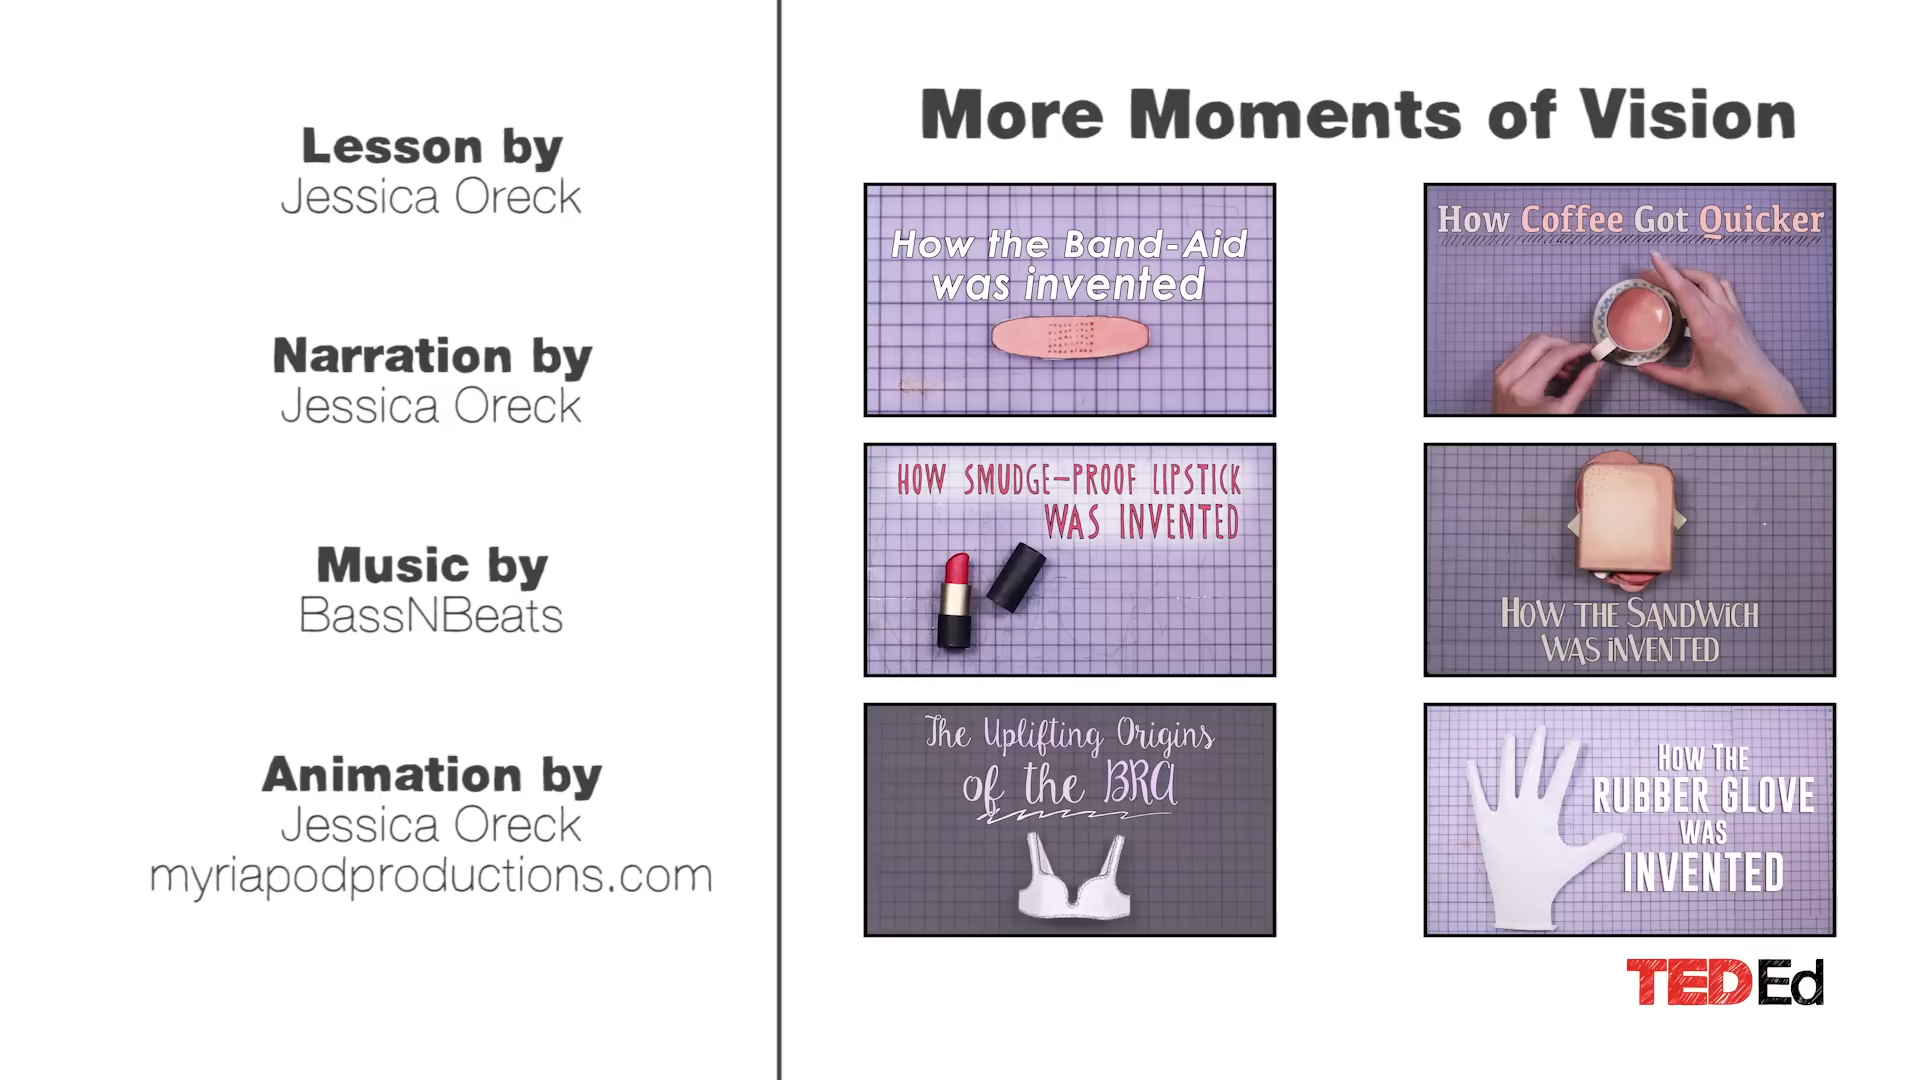 Lesson by
Jessica Oreck
Narration by
Jessica Oreck
Music by
BassNBeats
Animation by
Jessica Oreck
myriapodproductions.com
More Moments of Vision
How the Band-Aid
was invented
How Coffee Got Quicker
HOW SMUDGE-PROOF LIPSTICK
WAS INVENTED
HOW THE SANDWiCH
WAS iNVENTED
The Uplifting Origins
of the BRA
HOW THE
RUBBER GLOVE
WAS
INVENTED
TEDEd